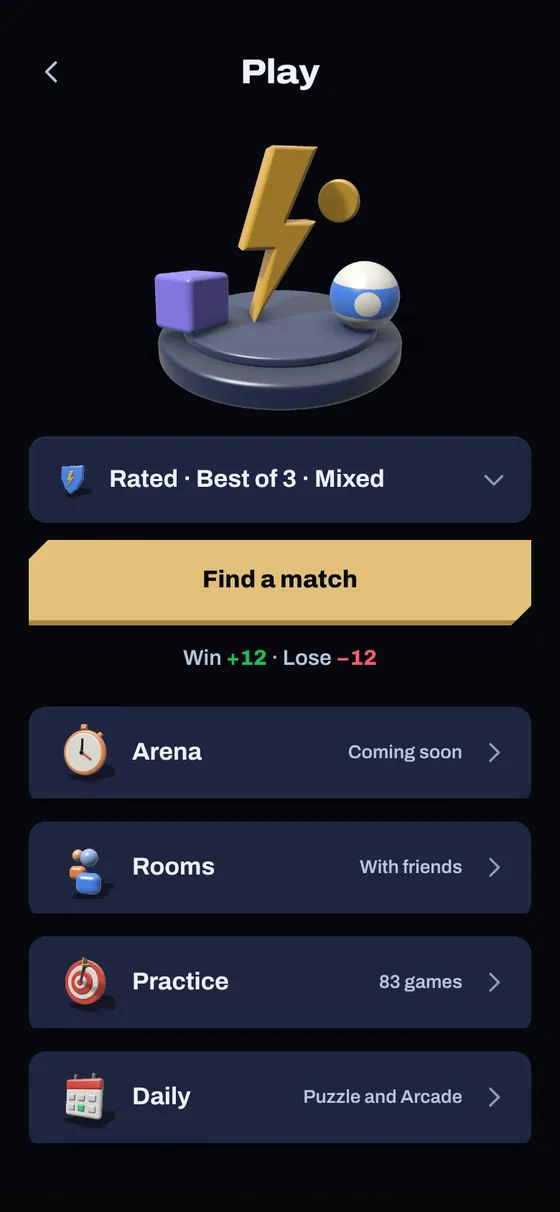 Play
Rated · Best of 3 · Mixed
Find a match
Win +12 · Lose −12
Arena Coming soon
Rooms With friends
Practice 83 games
Daily Puzzle and Arcade